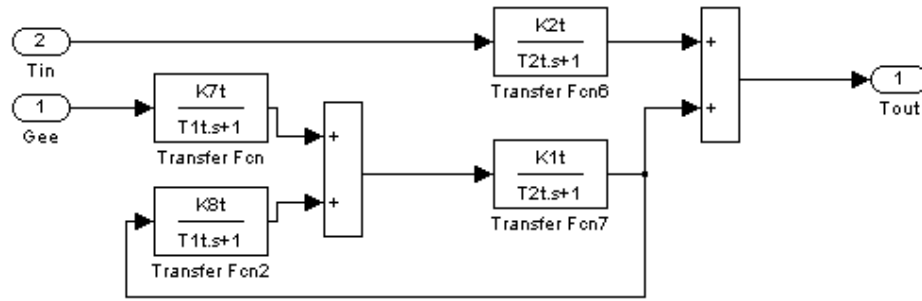 2
Tin
K2t
T2t.s+1
Transfer Fcn6
+
+
1
Tout
1
Gee
K7t
T1t.s+1
Transfer Fcn
+
+
K1t
T2t.s+1
Transfer Fcn7
K8t
T1t.s+1
Transfer Fcn2